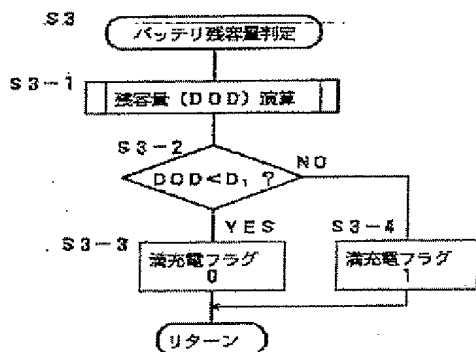 S3
バッテリ残容量判定
S3-1
残容量(DOD)演算
S3-2
DOD<D₁ ?
NO
YES
S3-3
満充電フラグ
0
S3-4
満充電フラグ
1
リターン